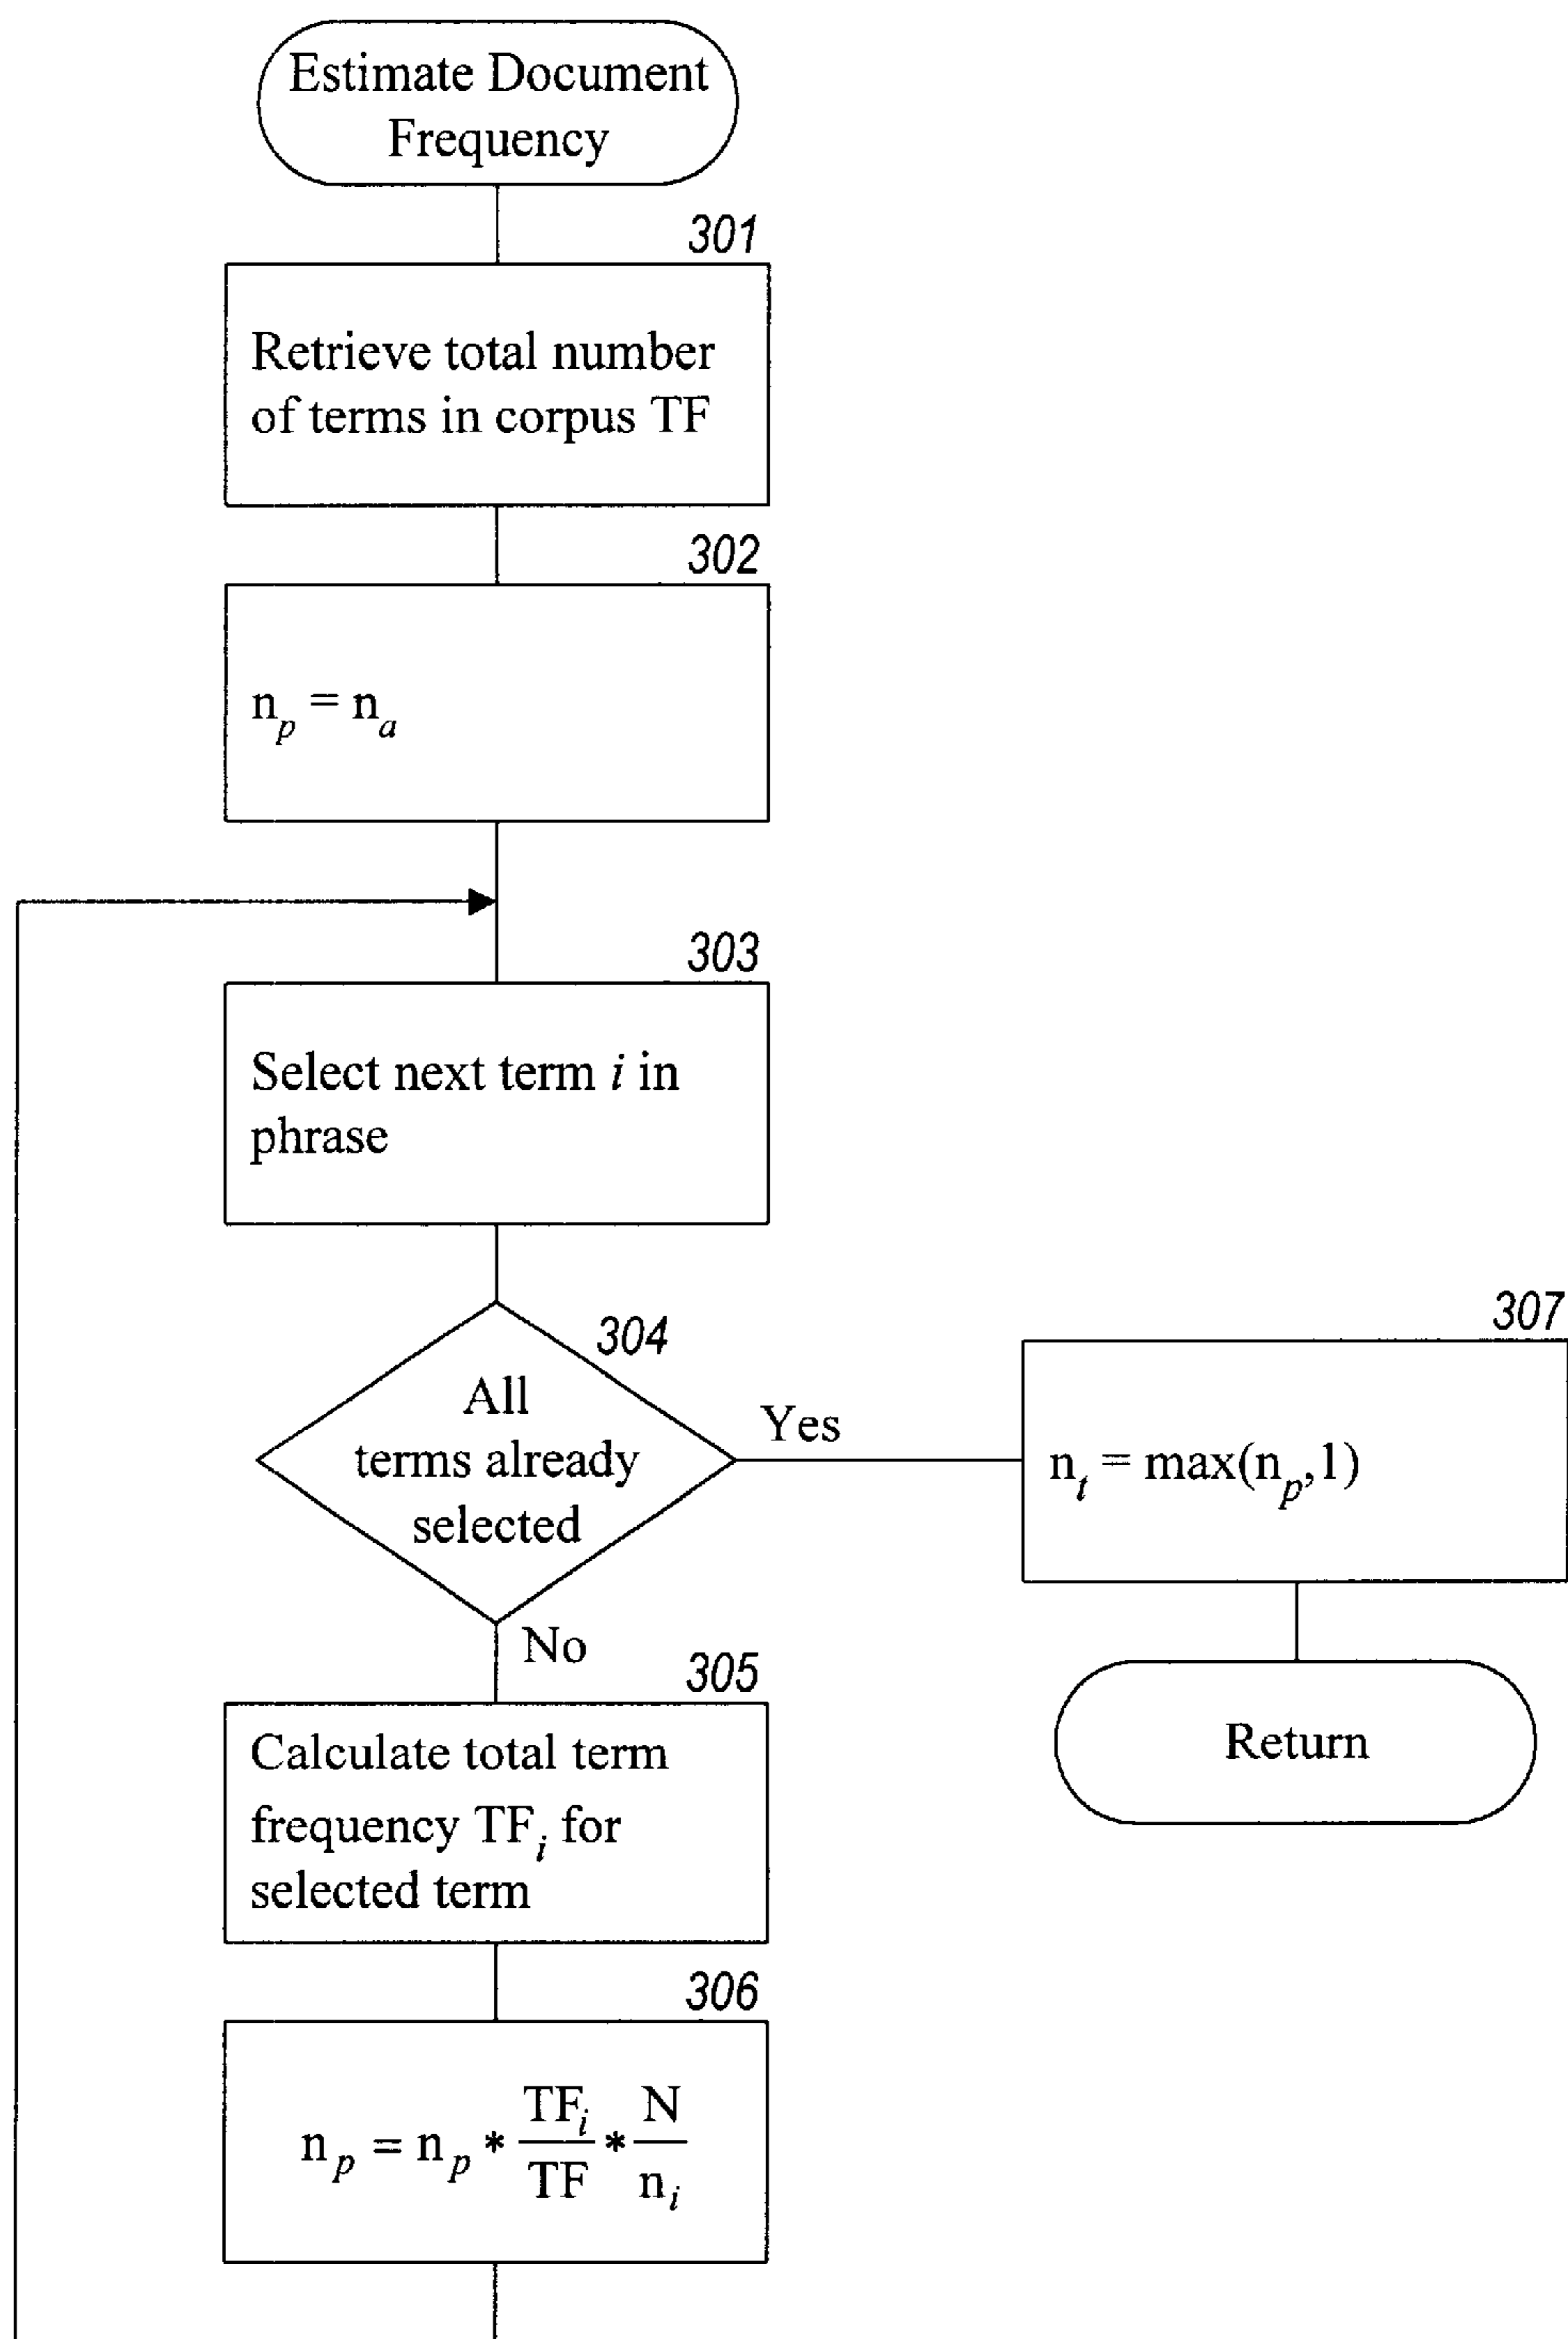 Estimate Document
Frequency
301
Retrieve total number
of terms in corpus TF
302
n_p = n_a
303
Select next term i in
phrase
304
All
terms already
selected
Yes
307
n_t = max(n_p,1)
Return
No
305
Calculate total term
frequency TF_i for
selected term
306
n_p = n_p * TF_i/TF * N/n_i